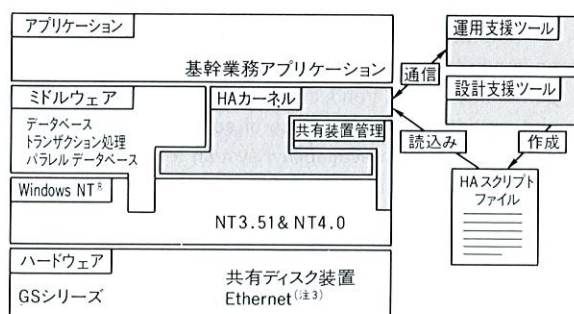 アプリケーション
基幹業務アプリケーション
ミドルウェア
データベース
トランザクション処理
パラレル データベース
HAカーネル
共有装置管理
Windows NT®
NT3.51& NT4.0
ハードウェア
GSシリーズ
共有ディスク装置
Ethernet(注3)
運用支援ツール
通信
設計支援ツール
読込み
作成
HAスクリプト
ファイル